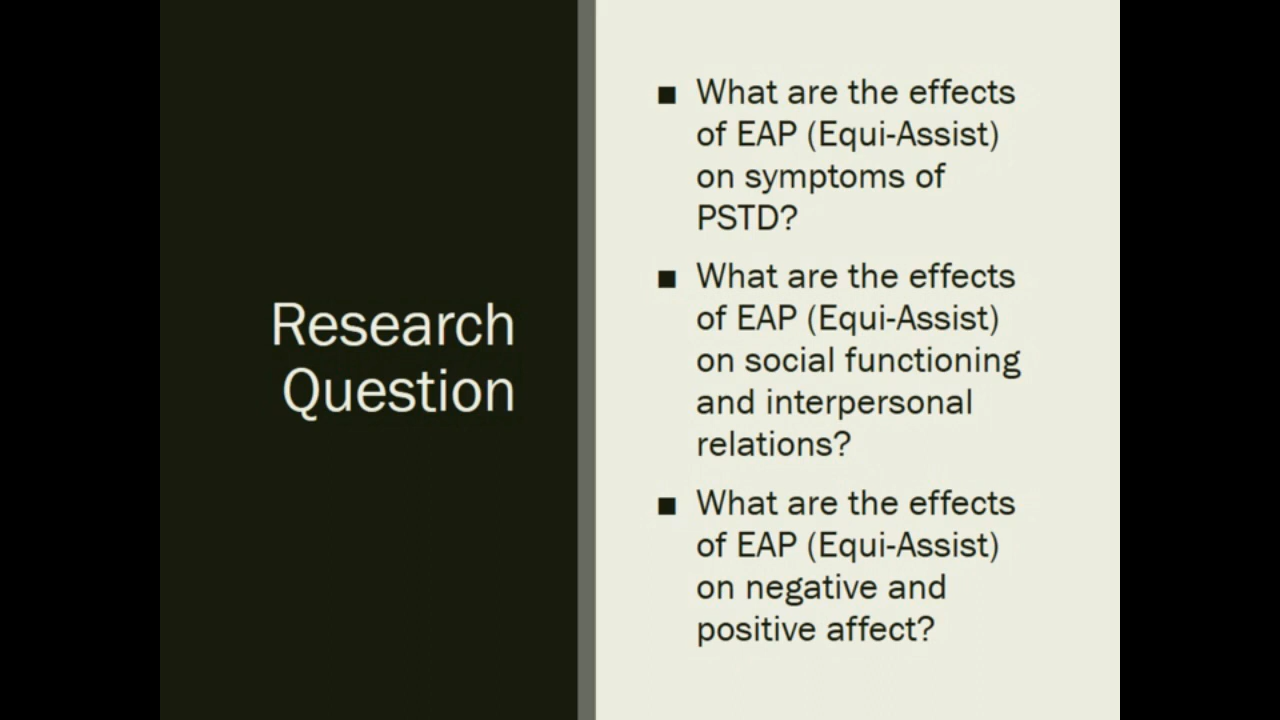 Research
Question
■ What are the effects
of EAP (Equi-Assist)
on symptoms of
PSTD?
■ What are the effects
of EAP (Equi-Assist)
on social functioning
and interpersonal
relations?
■ What are the effects
of EAP (Equi-Assist)
on negative and
positive affect?